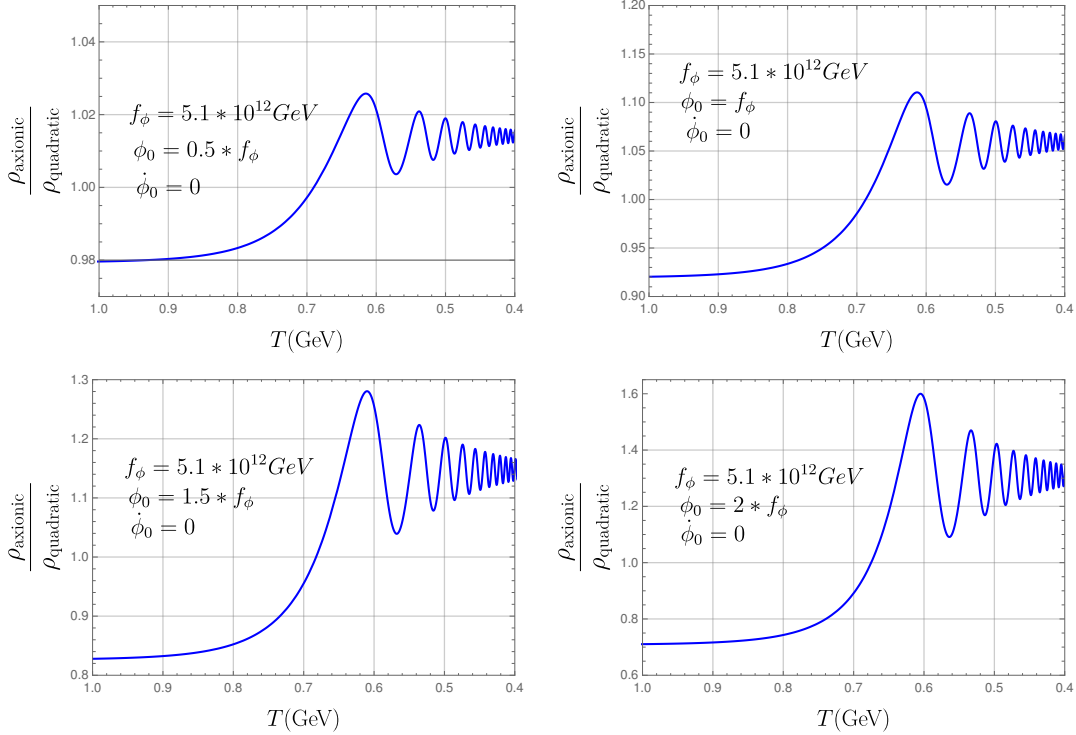 1.04
1.02
1.00
0.98
f_ϕ = 5.1 * 10^12 GeV
ϕ_0 = 0.5 * f_ϕ
ϕ̇_0 = 0
ρ_axionic
ρ_quadratic
1.0 0.9 0.8 0.7 0.6 0.5 0.4
T(GeV)
1.20
1.15
1.10
1.05
1.00
0.95
0.90
f_ϕ = 5.1 * 10^12 GeV
ϕ_0 = f_ϕ
ϕ̇_0 = 0
ρ_axionic
ρ_quadratic
1.0 0.9 0.8 0.7 0.6 0.5 0.4
T(GeV)
1.3
1.2
1.1
1.0
0.9
0.8
f_ϕ = 5.1 * 10^12 GeV
ϕ_0 = 1.5 * f_ϕ
ϕ̇_0 = 0
ρ_axionic
ρ_quadratic
1.0 0.9 0.8 0.7 0.6 0.5 0.4
T(GeV)
1.6
1.4
1.2
1.0
0.8
0.6
f_ϕ = 5.1 * 10^12 GeV
ϕ_0 = 2 * f_ϕ
ϕ̇_0 = 0
ρ_axionic
ρ_quadratic
1.0 0.9 0.8 0.7 0.6 0.5 0.4
T(GeV)